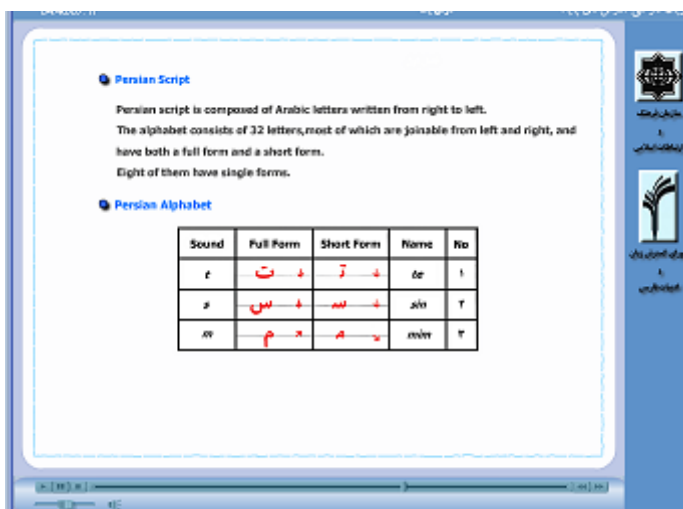 Persian Script
Persian script is composed of Arabic letters written from right to left.
The alphabet consists of 32 letters,most of which are joinable from left and right, and
have both a full form and a short form.
Eight of them have single forms.
Persian Alphabet
Sound Full Form Short Form Name No
t ت تـ te ۱
s س سـ sin ۲
m م مـ mim ۳